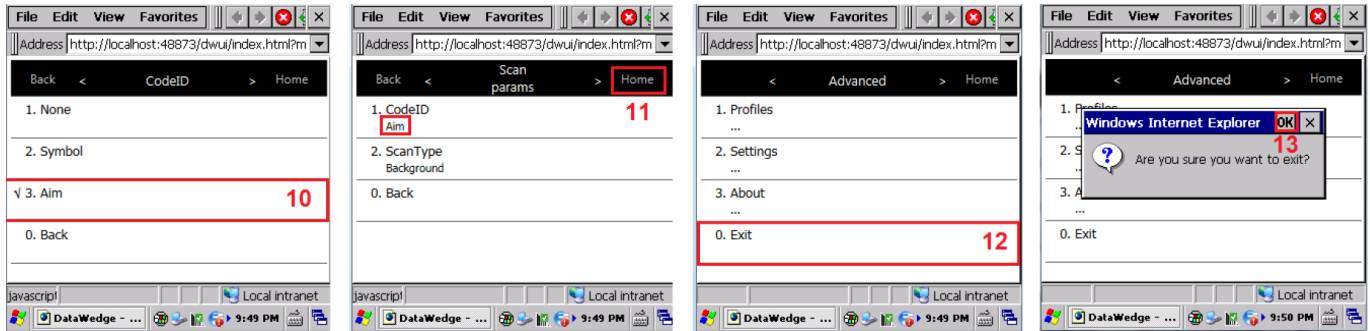 File Edit View Favorites
Address http://localhost:48873/dwui/index.html?m
Back < CodeID > Home
1. None
2. Symbol
√ 3. Aim
10
0. Back
javascript
Local intranet
DataWedge - ...
9:49 PM
File Edit View Favorites
Address http://localhost:48873/dwui/index.html?m
Back < Scan params > Home
11
1. CodeID
Aim
2. ScanType
Background
0. Back
javascript
Local intranet
DataWedge - ...
9:49 PM
File Edit View Favorites
Address http://localhost:48873/dwui/index.html?m
< Advanced > Home
1. Profiles
...
2. Settings
...
3. About
...
0. Exit
12
Local intranet
DataWedge - ...
9:49 PM
File Edit View Favorites
Address http://localhost:48873/dwui/index.html?m
< Advanced > Home
1. Profiles
Windows Internet Explorer OK
13
2. S
Are you sure you want to exit?
3. A
...
0. Exit
Local intranet
DataWedge - ...
9:50 PM